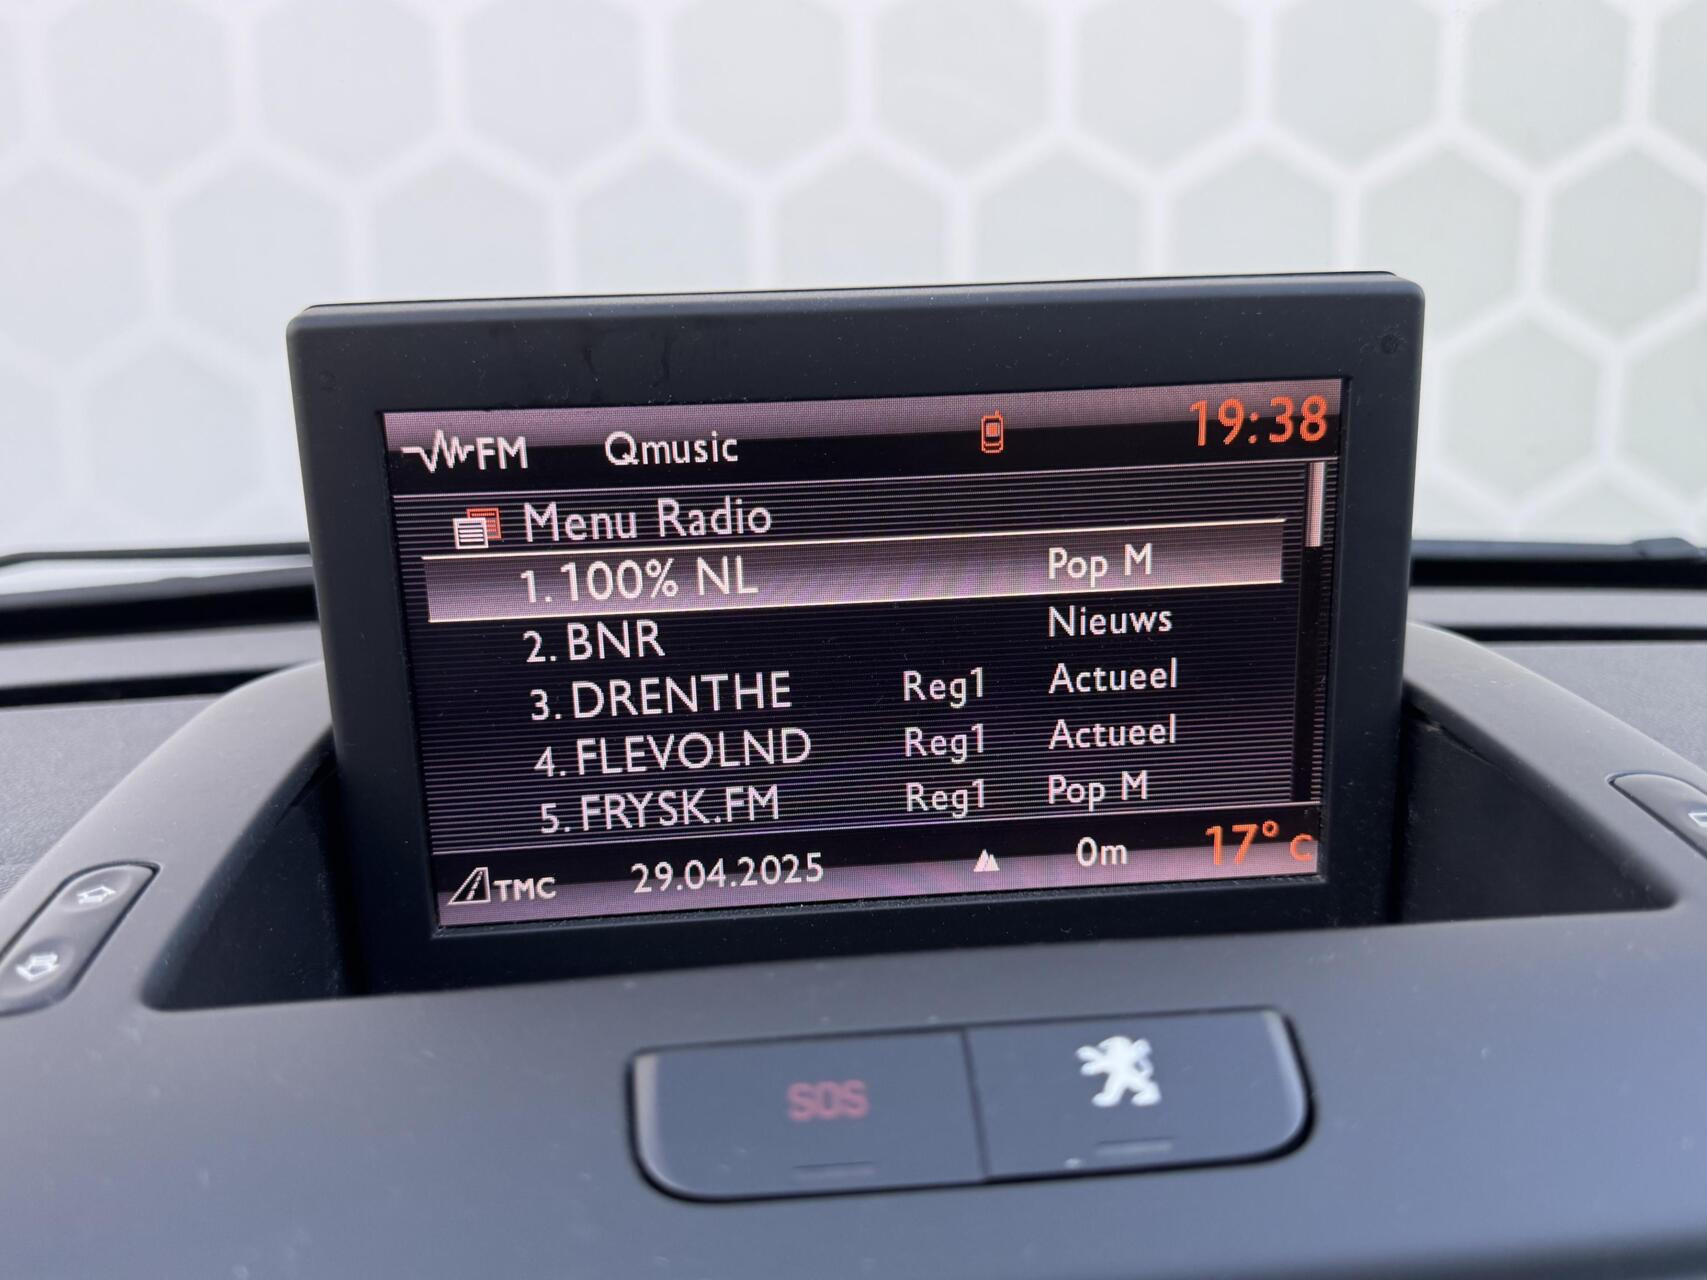 FM Qmusic 19:38
Menu Radio
1. 100% NL Pop M
2. BNR Nieuws
3. DRENTHE Reg1 Actueel
4. FLEVOLND Reg1 Actueel
5. FRYSK.FM Reg1 Pop M
TMC 29.04.2025 0m 17° C
SOS